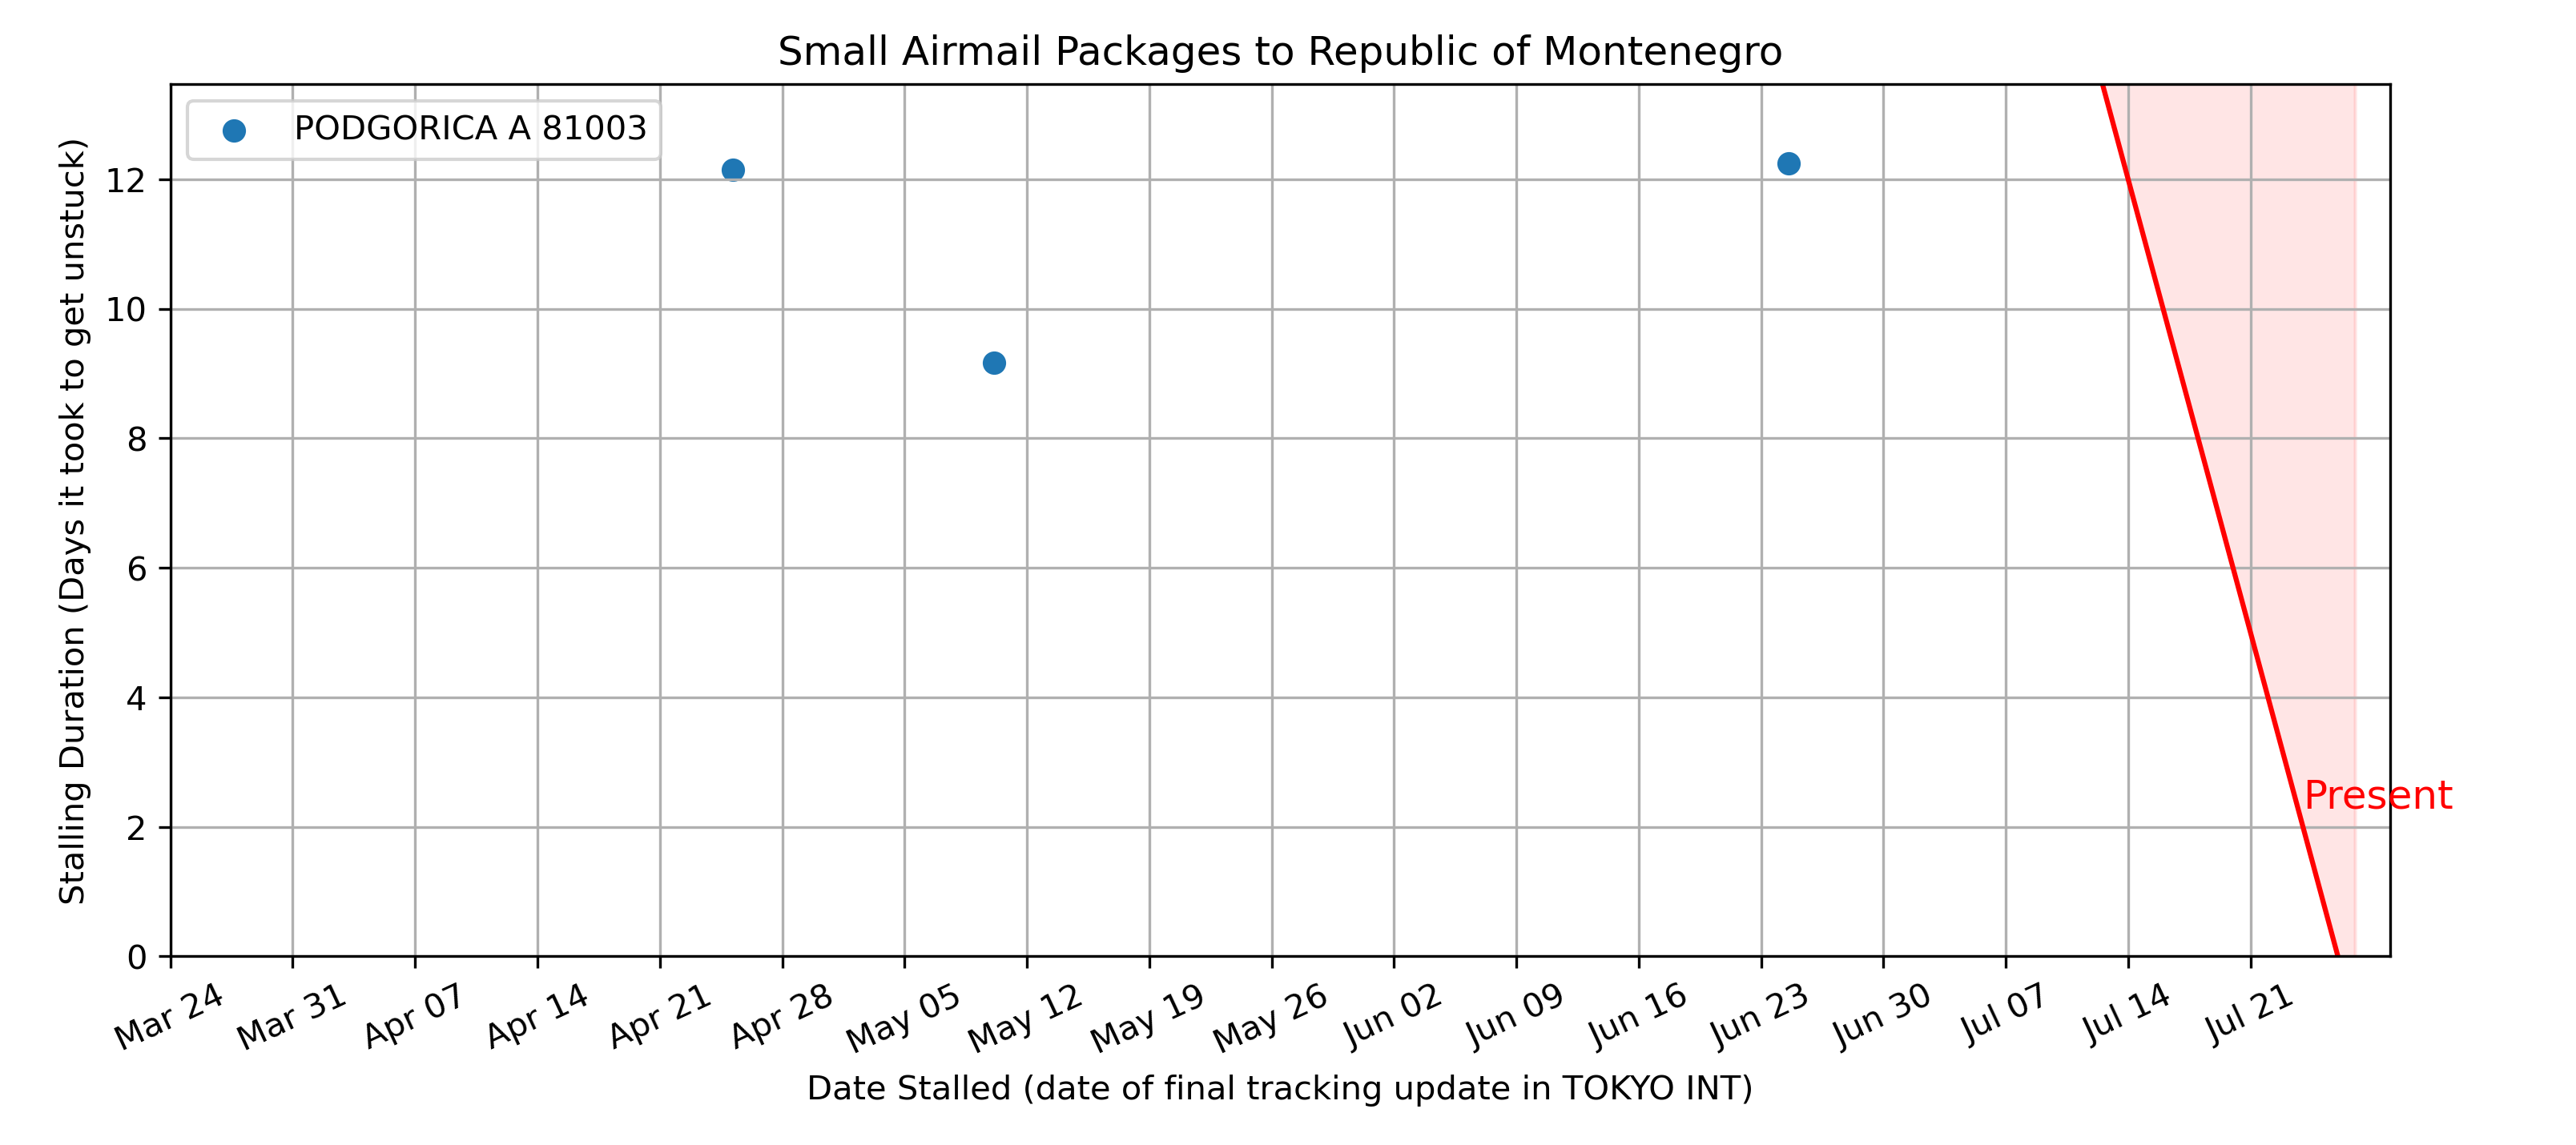 Small Airmail Packages to Republic of Montenegro
PODGORICA A 81003
Stalling Duration (Days it took to get unstuck)
12
10
8
6
4
2
0
Present
Mar 24
Mar 31
Apr 07
Apr 14
Apr 21
Apr 28
May 05
May 12
May 19
May 26
Jun 02
Jun 09
Jun 16
Jun 23
Jun 30
Jul 07
Jul 14
Jul 21
Date Stalled (date of final tracking update in TOKYO INT)